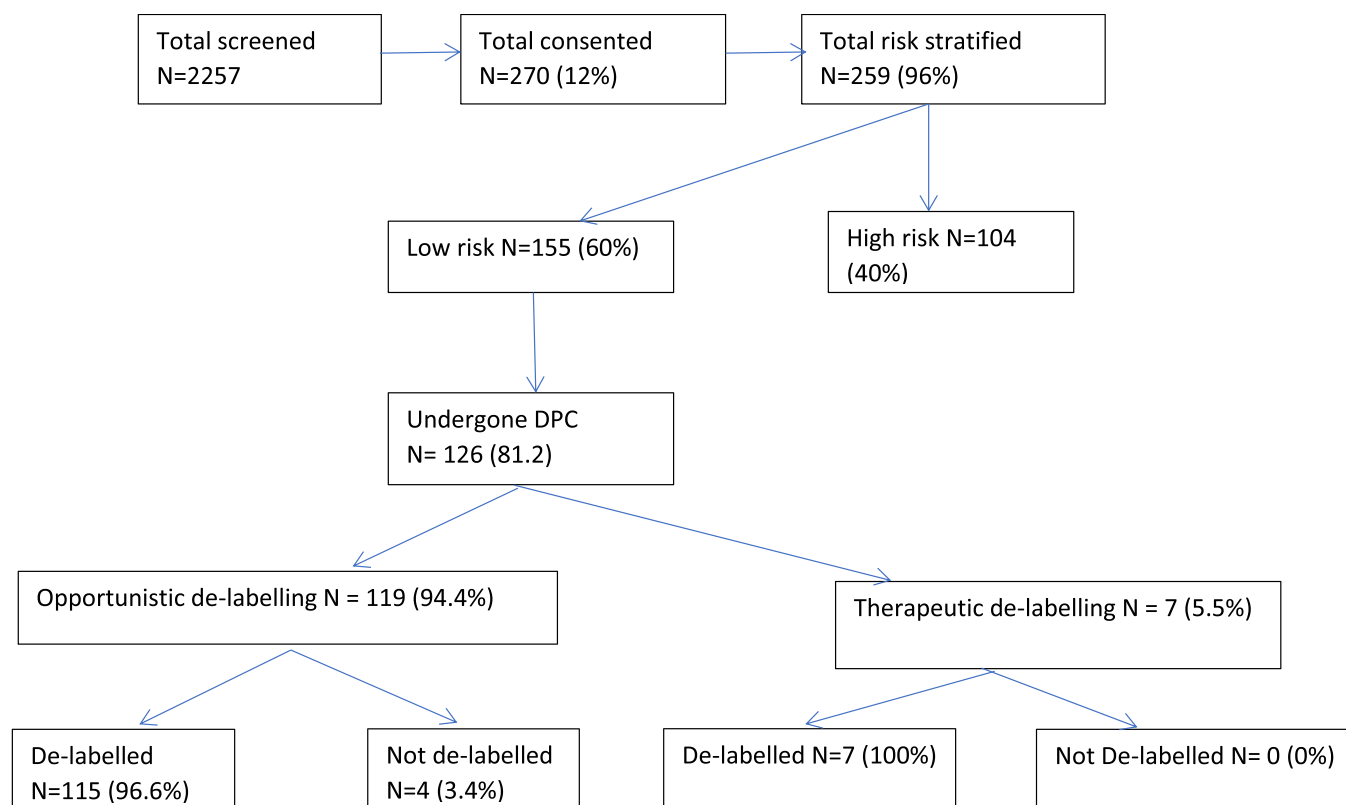 Total screened
N=2257
Total consented
N=270 (12%)
Total risk stratified
N=259 (96%)
Low risk N=155 (60%)
High risk N=104
(40%)
Undergone DPC
N= 126 (81.2)
Opportunistic de-labelling N = 119 (94.4%)
Therapeutic de-labelling N = 7 (5.5%)
De-labelled
N=115 (96.6%)
Not de-labelled
N=4 (3.4%)
De-labelled N=7 (100%)
Not De-labelled N= 0 (0%)